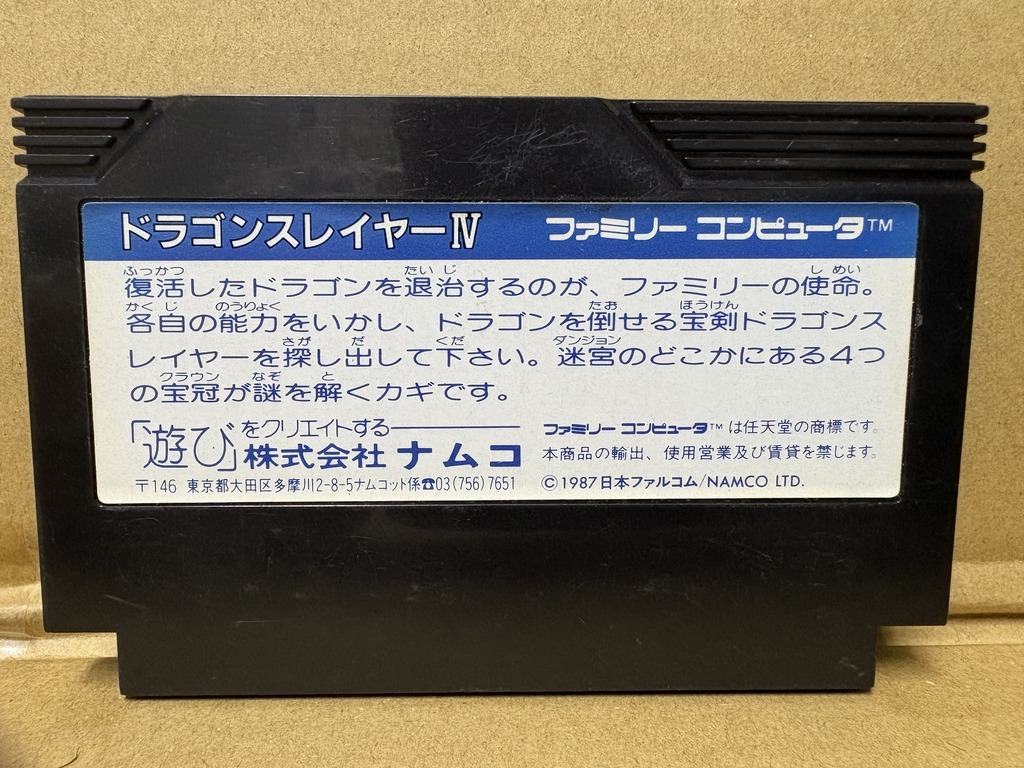 ドラゴンスレイヤーⅣ ファミリー コンピュータ™
ふっかつ たいじ しめい
復活したドラゴンを退治するのが、ファミリーの使命。
かくじ のうりょく たお ほうけん
各自の能力をいかし、ドラゴンを倒せる宝剣ドラゴンス
さが だ くだ ダンジョン
レイヤーを探し出して下さい。迷宮のどこかにある4つ
クラウン なぞ と
の宝冠が謎を解くカギです。
「遊び」をクリエイトする――
株式会社 ナムコ
〒146 東京都大田区多摩川2-8-5ナムコット係☎03(756)7651
ファミリー コンピュータ™は任天堂の商標です。
本商品の輸出、使用営業及び賃貸を禁じます。
©1987 日本ファルコム/NAMCO LTD.